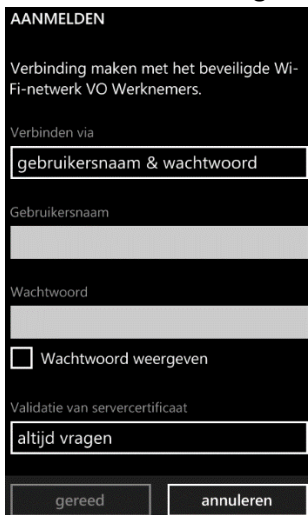 AANMELDEN
Verbinding maken met het beveiligde Wi-
Fi-netwerk VO Werknemers.
Verbinden via
gebruikersnaam & wachtwoord
Gebruikersnaam
Wachtwoord
Wachtwoord weergeven
Validatie van servercertificaat
altijd vragen
gereed annuleren